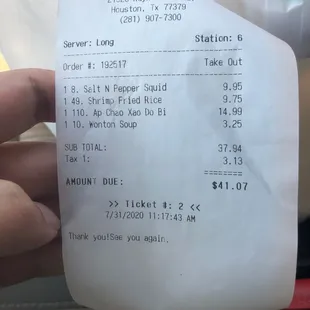 Houston, Tx 77379
(281) 907-7300
Server: Long Station: 6
Order #: 192517 Take Out
1 8. Salt N Pepper Squid 9.95
1 49. Shrimp Fried Rice 9.75
1 110. Ap Chao Xao Do Bi 14.99
1 10. Wonton Soup 3.25
SUB TOTAL: 37.94
Tax 1: 3.13
========
AMOUNT DUE: $41.07
>> Ticket #: 2 <<
7/31/2020 11:17:43 AM
Thank you!See you again.